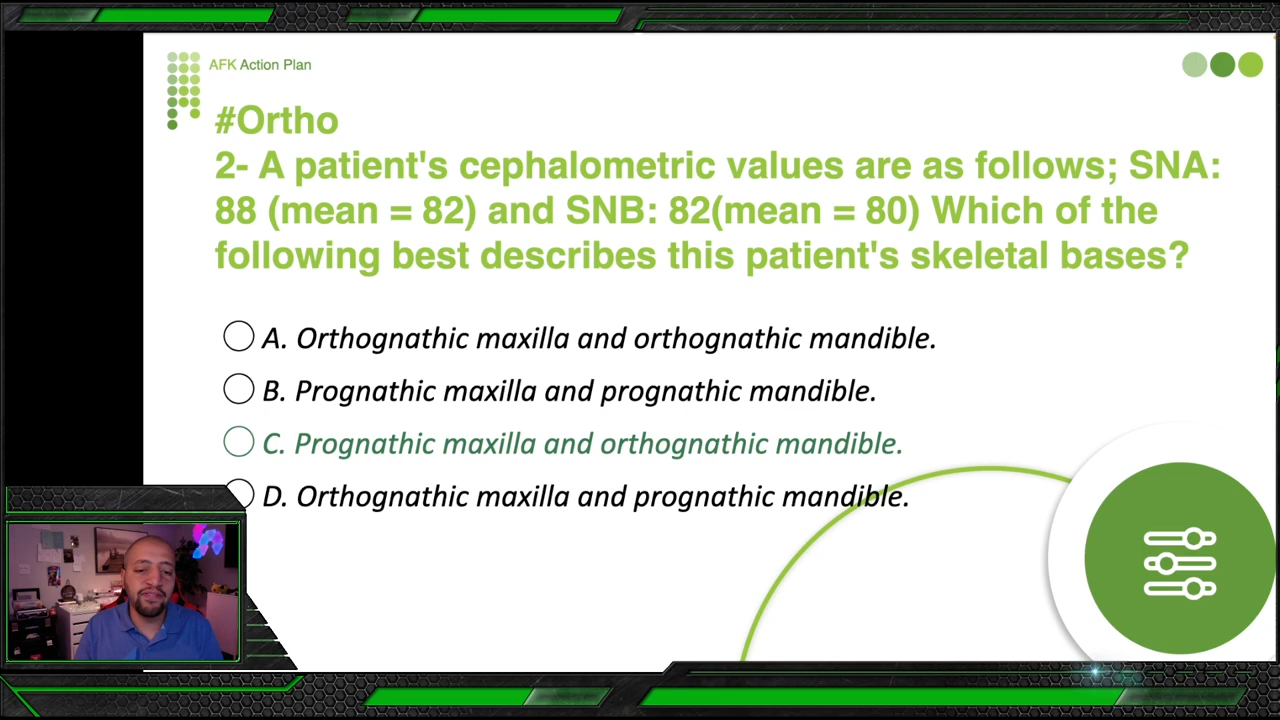 AFK Action Plan
#Ortho
2- A patient's cephalometric values are as follows; SNA:
88 (mean = 82) and SNB: 82(mean = 80) Which of the
following best describes this patient's skeletal bases?
A. Orthognathic maxilla and orthognathic mandible.
B. Prognathic maxilla and prognathic mandible.
C. Prognathic maxilla and orthognathic mandible.
D. Orthognathic maxilla and prognathic mandible.